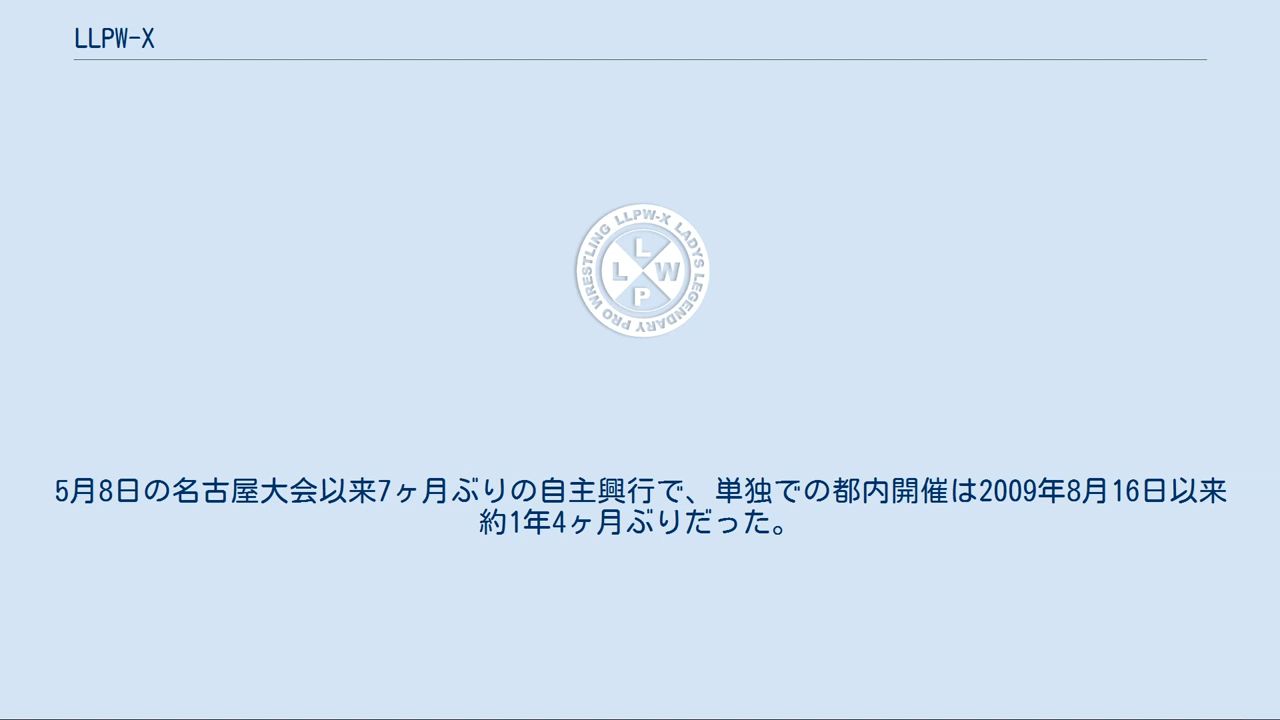 LLPW-X
LLPW-X LADYS LEGENDARY PRO WRESTLING
L
L W
P
5月8日の名古屋大会以来7ヶ月ぶりの自主興行で、単独での都内開催は2009年8月16日以来
約1年4ヶ月ぶりだった。